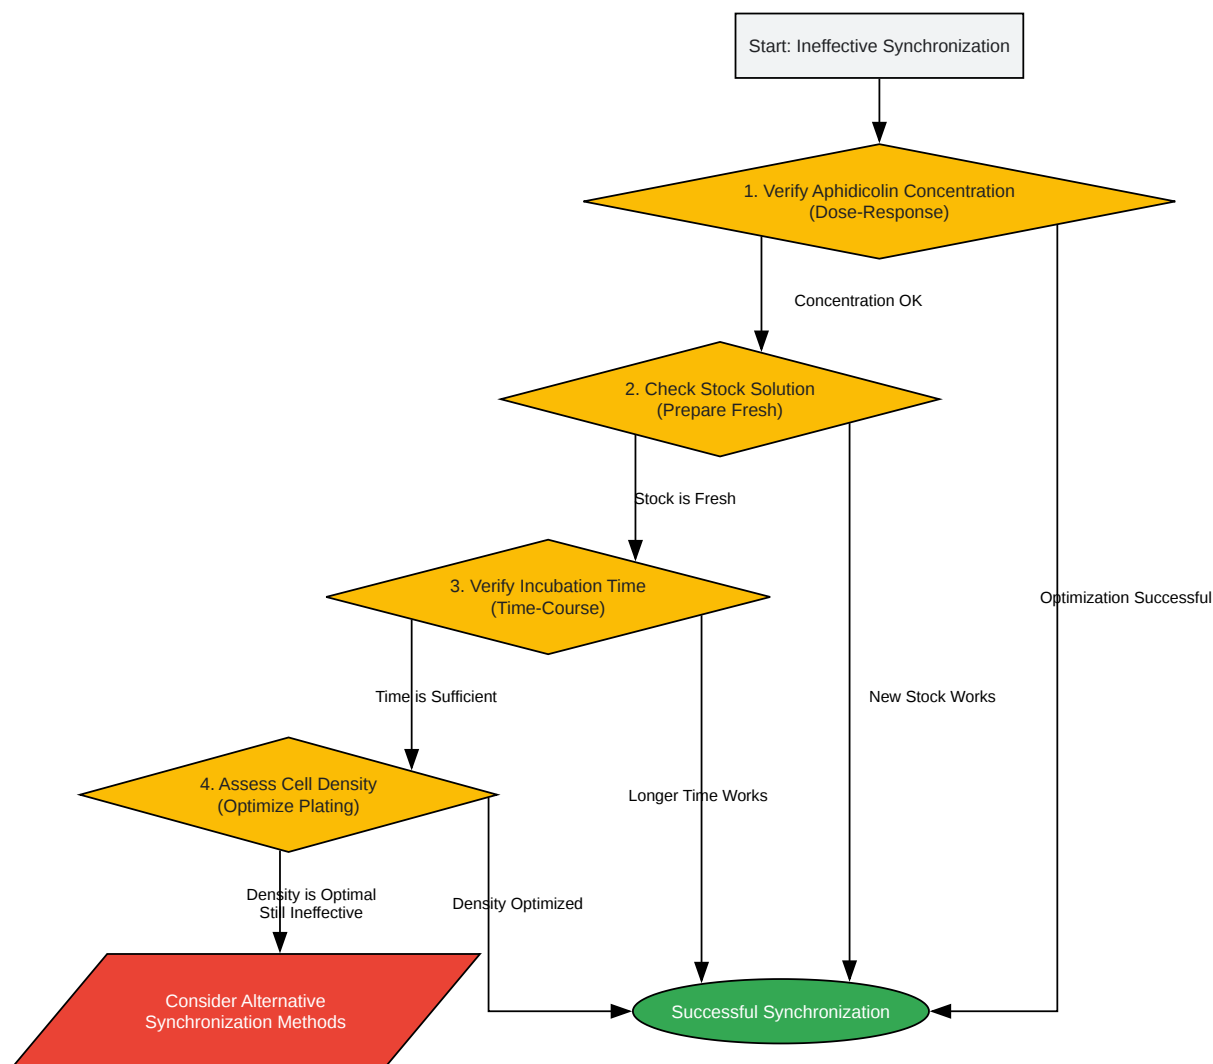 Start: Ineffective Synchronization
1. Verify Aphidicolin Concentration
(Dose-Response)
Concentration OK
2. Check Stock Solution
(Prepare Fresh)
Stock is Fresh
3. Verify Incubation Time
(Time-Course)
Optimization Successful
Time is Sufficient
New Stock Works
4. Assess Cell Density
(Optimize Plating)
Longer Time Works
Density is Optimal
Still Ineffective
Density Optimized
Consider Alternative
Synchronization Methods
Successful Synchronization